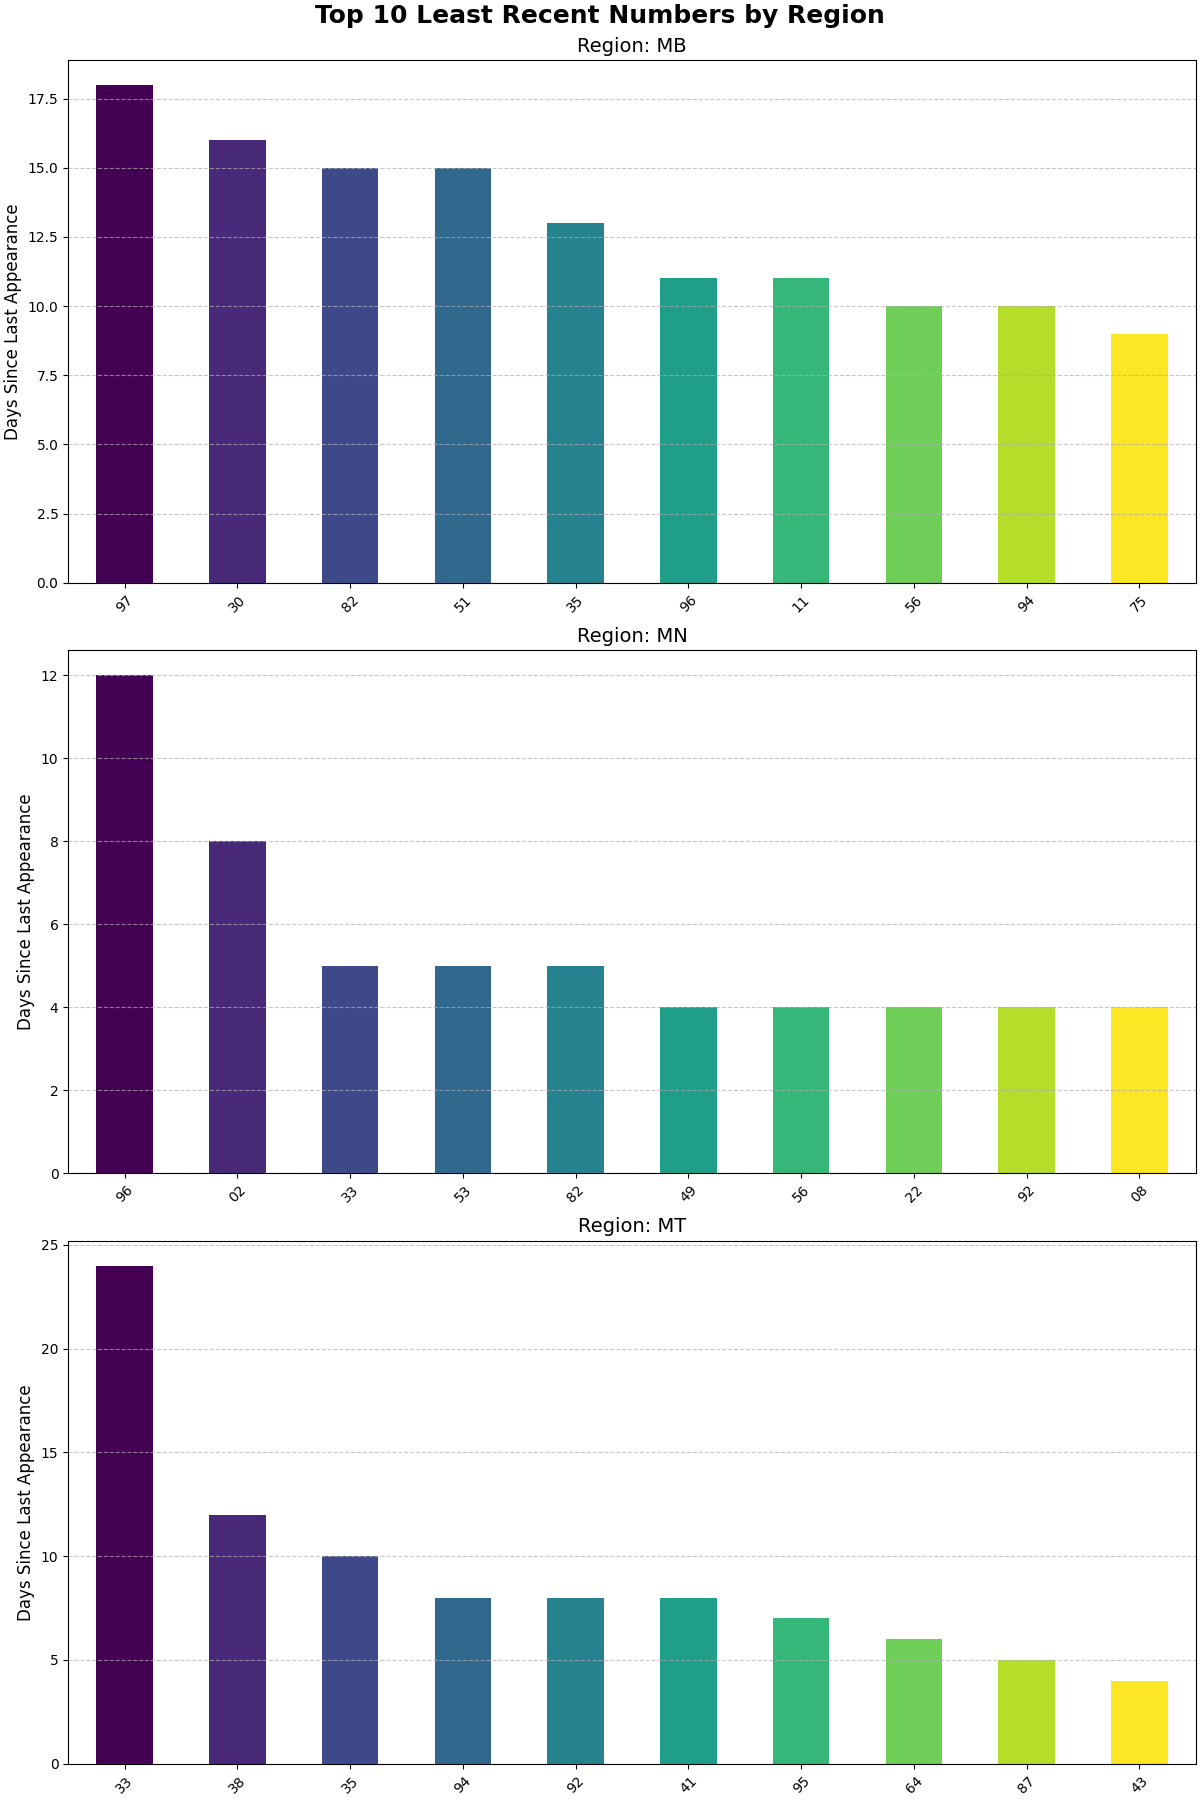 Top 10 Least Recent Numbers by Region
Region: MB
Days Since Last Appearance
17.5
15.0
12.5
10.0
7.5
5.0
2.5
0.0
97 30 82 51 35 96 11 56 94 75
Region: MN
Days Since Last Appearance
12
10
8
6
4
2
0
96 02 33 53 82 49 56 22 92 08
Region: MT
Days Since Last Appearance
25
20
15
10
5
0
33 38 35 94 92 41 95 64 87 43